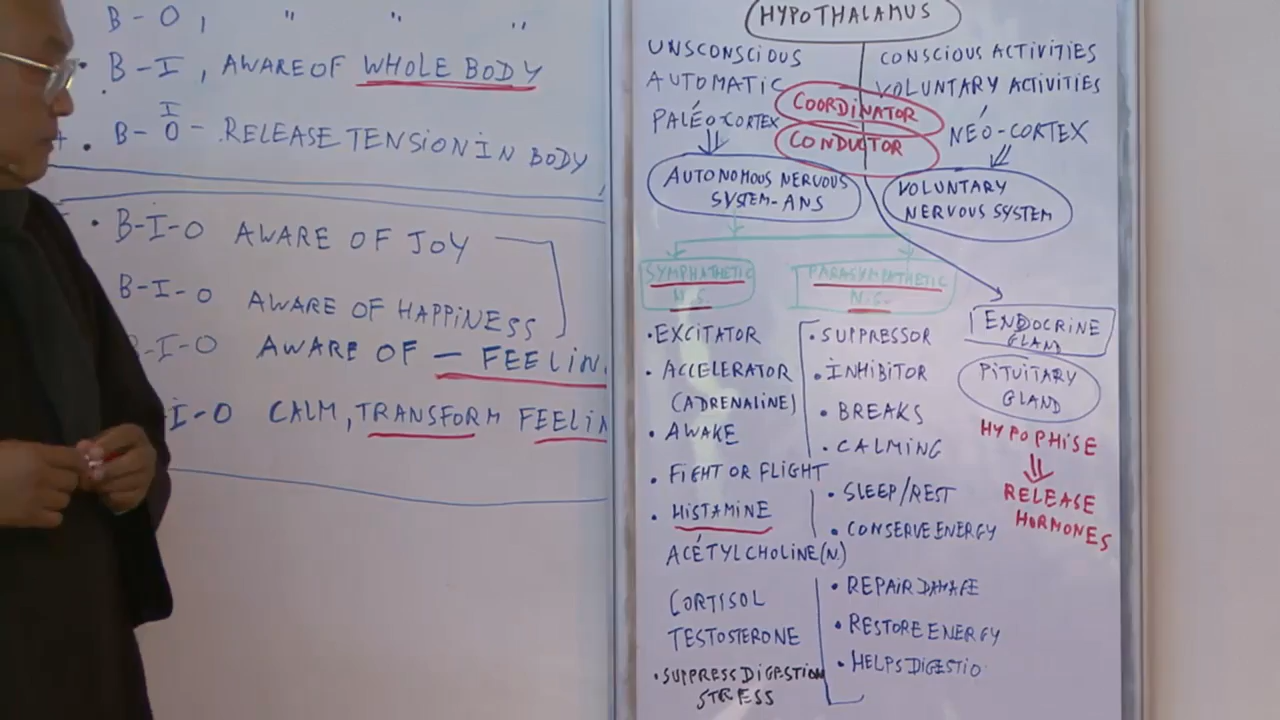 B-O, " " "
• B-I, AWARE OF WHOLE BODY
• B-I/O - RELEASE TENSION IN BODY
• B-I-O AWARE OF JOY
B-I-O AWARE OF HAPPINESS
-I-O AWARE OF - FEELIN
I-O CALM, TRANSFORM FEELIN
HYPOTHALAMUS
UNSCONSCIOUS
AUTOMATIC
PALÉO-CORTEX
CONSCIOUS ACTIVITIES
VOLUNTARY ACTIVITIES
NÉO-CORTEX
COORDINATOR
CONDUCTOR
AUTONOMOUS NERVOUS
SYSTEM-ANS
VOLUNTARY
NERVOUS SYSTEM
SYMPHATHETIC
N.S.
PARASYMPATHETIC
N.S.
• EXCITATOR
• ACCELERATOR
(ADRENALINE)
• AWAKE
• FIGHT OR FLIGHT
• HISTAMINE
ACÉTYLCHOLINE(N)
CORTISOL
TESTOSTERONE
• SUPPRESS DIGESTION
STRESS
• SUPPRESSOR
• INHIBITOR
• BREAKS
• CALMING
• SLEEP/REST
• CONSERVE ENERGY
• REPAIR DAMAGE
• RESTORE ENERGY
• HELPS DIGESTIO
ENDOCRINE
GLAND
PITUITARY
GLAND
HYPOPHISE
RELEASE
HORMONES